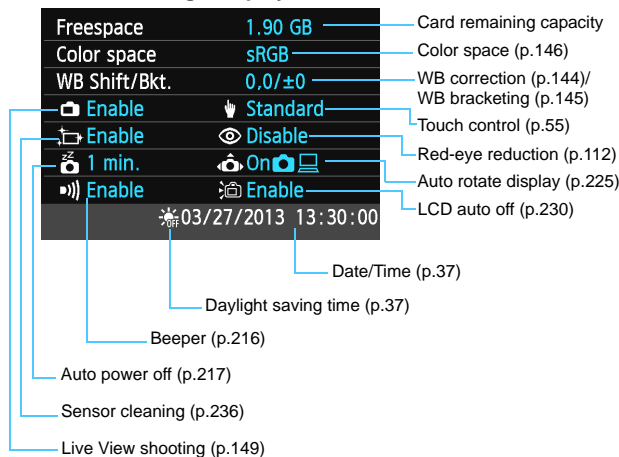 Freespace 1.90 GB
Color space sRGB
WB Shift/Bkt. 0,0/±0
Enable Standard
Enable Disable
zz 1 min. On
Enable Enable
OFF 03/27/2013 13:30:00
Card remaining capacity
Color space (p.146)
WB correction (p.144)/
WB bracketing (p.145)
Touch control (p.55)
Red-eye reduction (p.112)
Auto rotate display (p.225)
LCD auto off (p.230)
Date/Time (p.37)
Daylight saving time (p.37)
Beeper (p.216)
Auto power off (p.217)
Sensor cleaning (p.236)
Live View shooting (p.149)